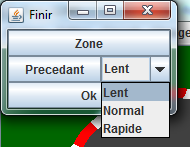 Finir
Zone
Precedant Lent
Ok
Lent
Normal
Rapide